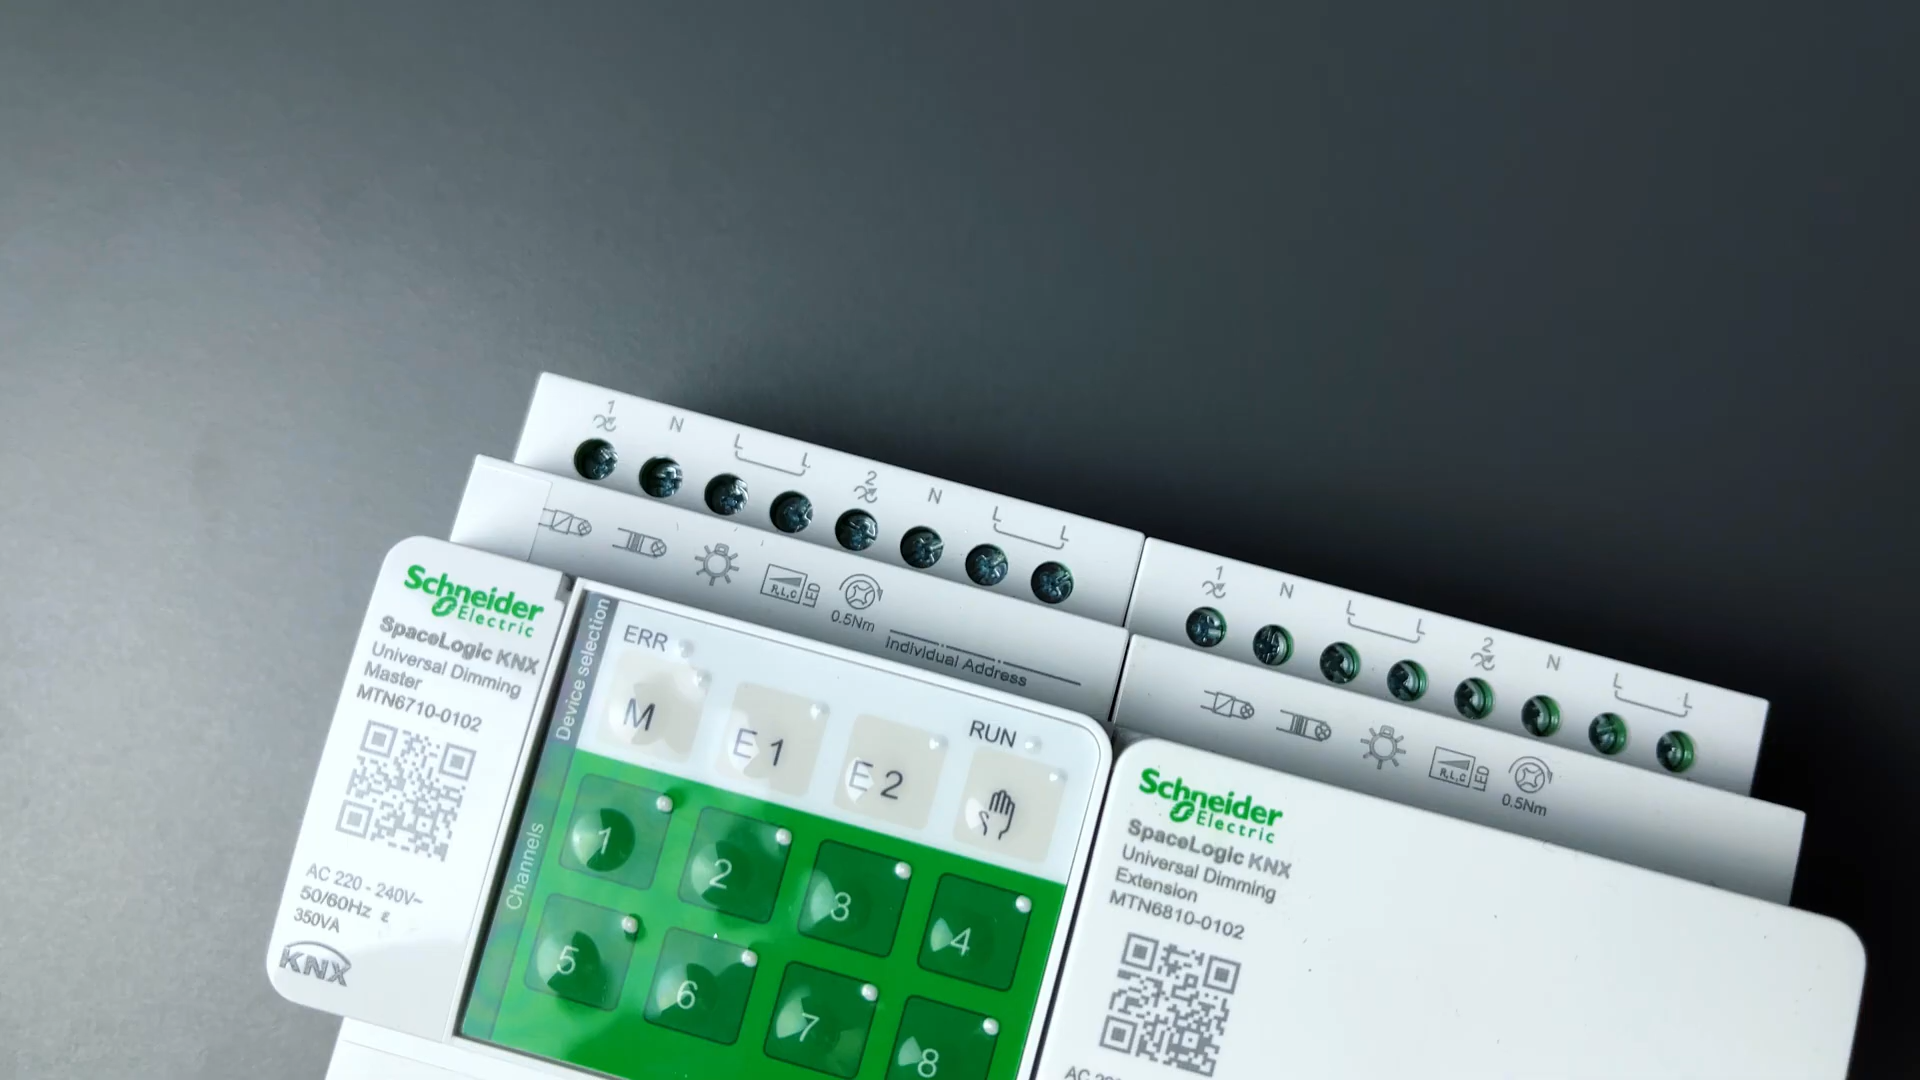 1
N
L
L
2
N
L
L
0.5Nm
Individual Address
Schneider
Electric
SpaceLogic KNX
Universal Dimming
Master
MTN6710-0102
AC 220 - 240V~
50/60Hz
350VA
KNX
Device selection
ERR
RUN
M
E1
E2
Channels
1
2
3
4
5
6
7
8
1
N
L
L
2
N
L
L
R,L,C LED
0.5Nm
R,L,C LED
Schneider
Electric
SpaceLogic KNX
Universal Dimming
Extension
MTN6810-0102